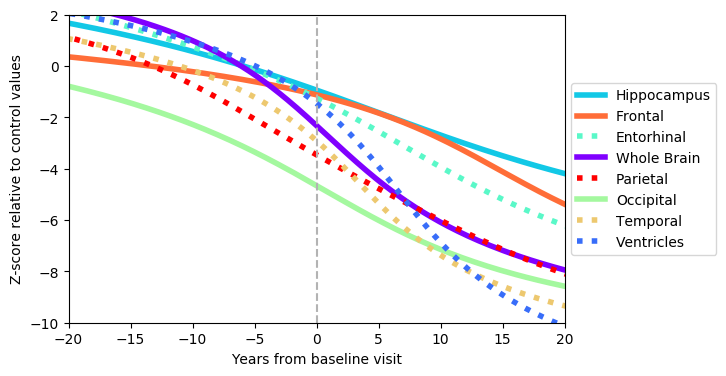 2
0
−2
−4
−6
−8
−10
Z-score relative to control values
−20
−15
−10
−5
0
5
10
15
20
Years from baseline visit
Hippocampus
Frontal
Entorhinal
Whole Brain
Parietal
Occipital
Temporal
Ventricles